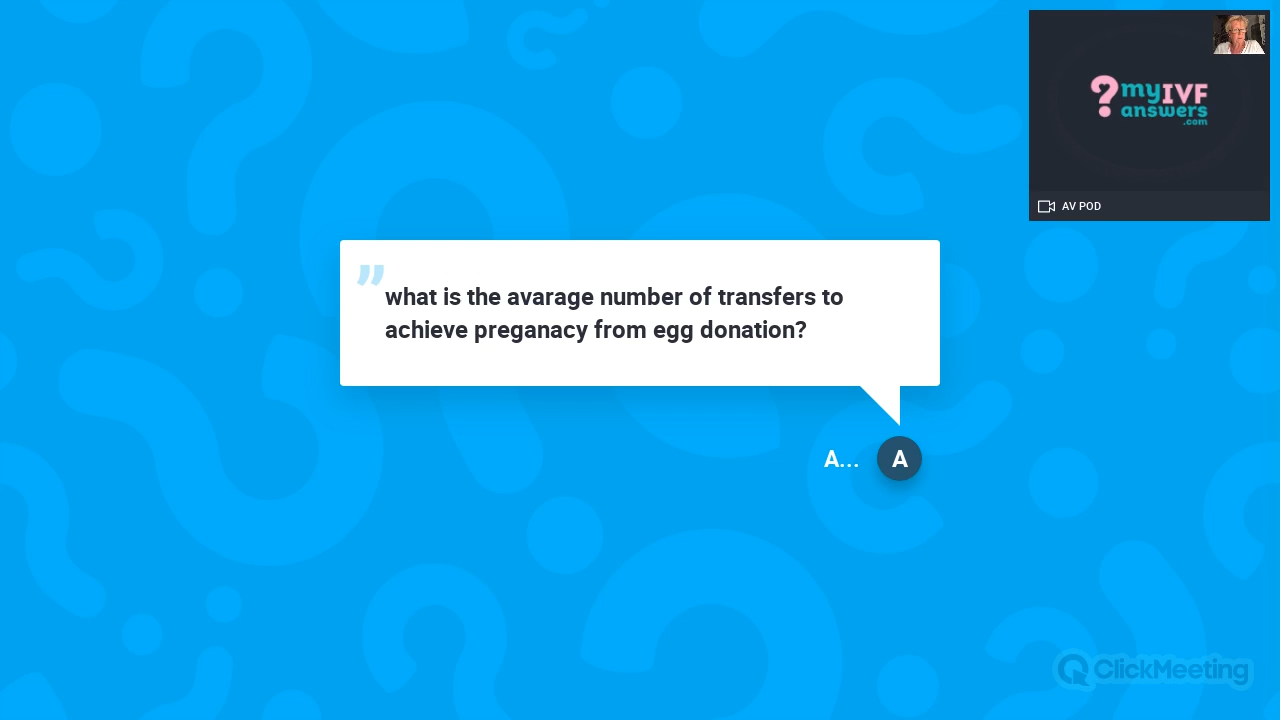 ?myIVF
answers
.com
AV POD
” what is the avarage number of transfers to
achieve preganacy from egg donation?
A... A
ClickMeeting